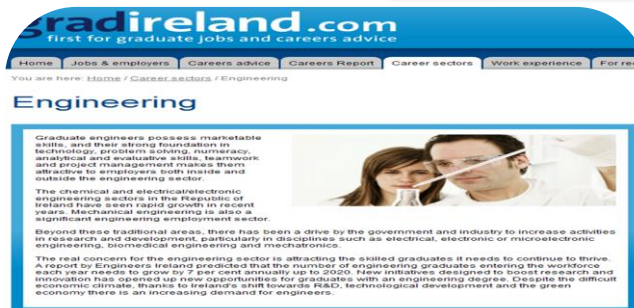 gradireland.com
first for graduate jobs and careers advice
Home Jobs & employers Careers advice Careers Report Career sectors Work experience For
You are here: Home / Career sectors / Engineering
Engineering
Graduate engineers possess marketable
skills, and their strong foundation in
technology, problem solving, numeracy,
analytical and evaluative skills, teamwork
and project management makes them
attractive to employers both inside and
outside the engineering sector.
The chemical and electrical/electronic
engineering sectors in the Republic of
Ireland have seen rapid growth in recent
years. Mechanical engineering is also a
significant engineering employment sector.
Beyond these traditional areas, there has been a drive by the government and industry to increase activities
in research and development, particularly in disciplines such as electrical, electronic or microelectronic
engineering, biomedical engineering and mechatronics.
The real concern for the engineering sector is attracting the skilled graduates it needs to continue to thrive.
A report by Engineers Ireland predicted that the number of engineering graduates entering the workforce
each year needs to grow by 7 per cent annually up to 2020. New initiatives designed to boost research and
innovation has opened up new opportunities for graduates with an engineering degree. Despite the difficult
economic climate, thanks to Ireland's shift towards R&D, technological development and the green
economy there is an increasing demand for engineers.